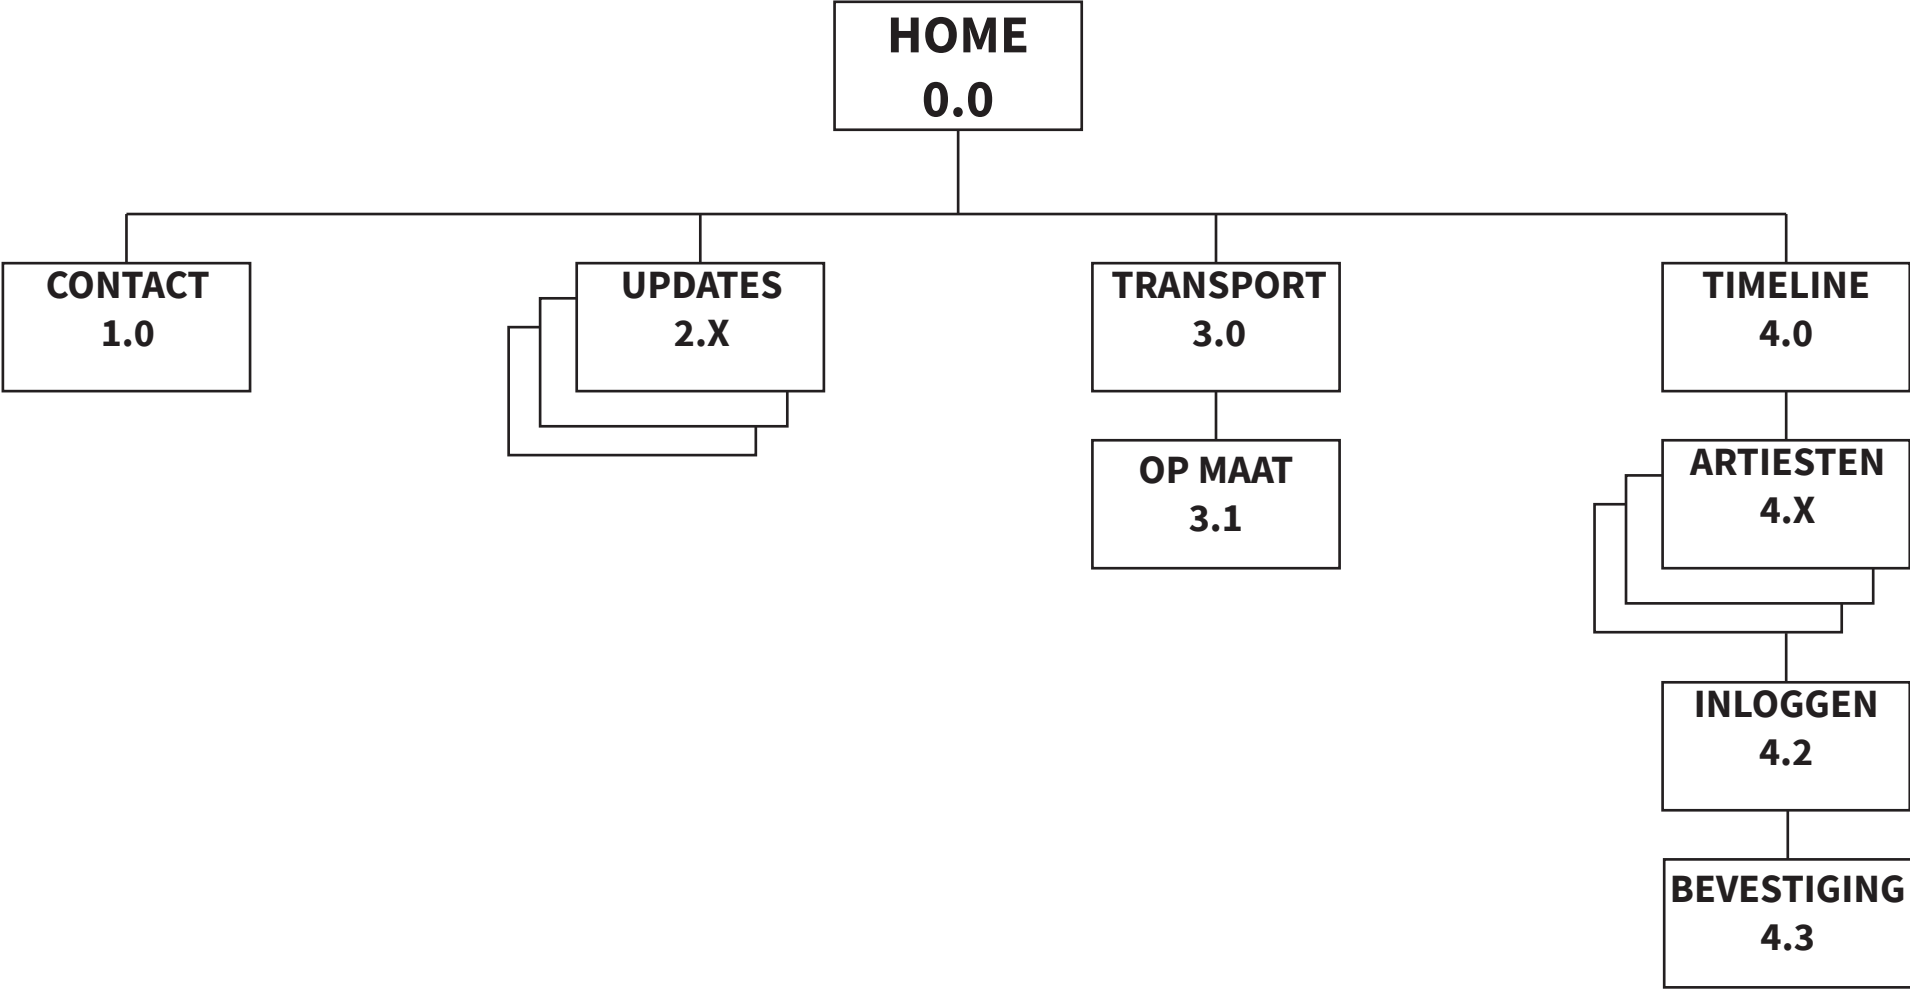 HOME
0.0
CONTACT
1.0
UPDATES
2.X
TRANSPORT
3.0
TIMELINE
4.0
OP MAAT
3.1
ARTIESTEN
4.X
INLOGGEN
4.2
BEVESTIGING
4.3